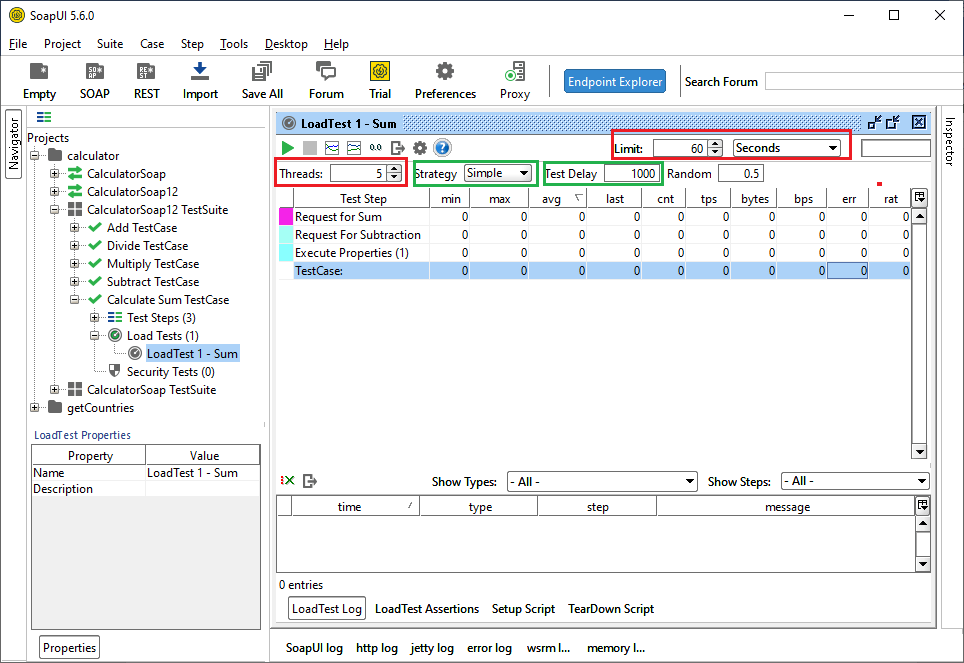 SoapUI 5.6.0
File Project Suite Case Step Tools Desktop Help
Empty SOAP REST Import Save All Forum Trial Preferences Proxy Endpoint Explorer Search Forum
Navigator
Projects
calculator
CalculatorSoap
CalculatorSoap12
CalculatorSoap12 TestSuite
Add TestCase
Divide TestCase
Multiply TestCase
Subtract TestCase
Calculate Sum TestCase
Test Steps (3)
Load Tests (1)
LoadTest 1 - Sum
Security Tests (0)
CalculatorSoap TestSuite
getCountries
LoadTest Properties
Property Value
Name LoadTest 1 - Sum
Description
Properties
LoadTest 1 - Sum
0.0 Limit: 60 Seconds
Threads: 5 Strategy Simple Test Delay 1000 Random 0.5
Test Step min max avg last cnt tps bytes bps err rat
Request for Sum 0 0 0 0 0 0 0 0 0 0
Request For Subtraction 0 0 0 0 0 0 0 0 0 0
Execute Properties (1) 0 0 0 0 0 0 0 0 0 0
TestCase: 0 0 0 0 0 0 0 0 0 0
Show Types: - All - Show Steps: - All -
time type step message
0 entries
LoadTest Log LoadTest Assertions Setup Script TearDown Script
SoapUI log http log jetty log error log wsrm l... memory l...
Inspector